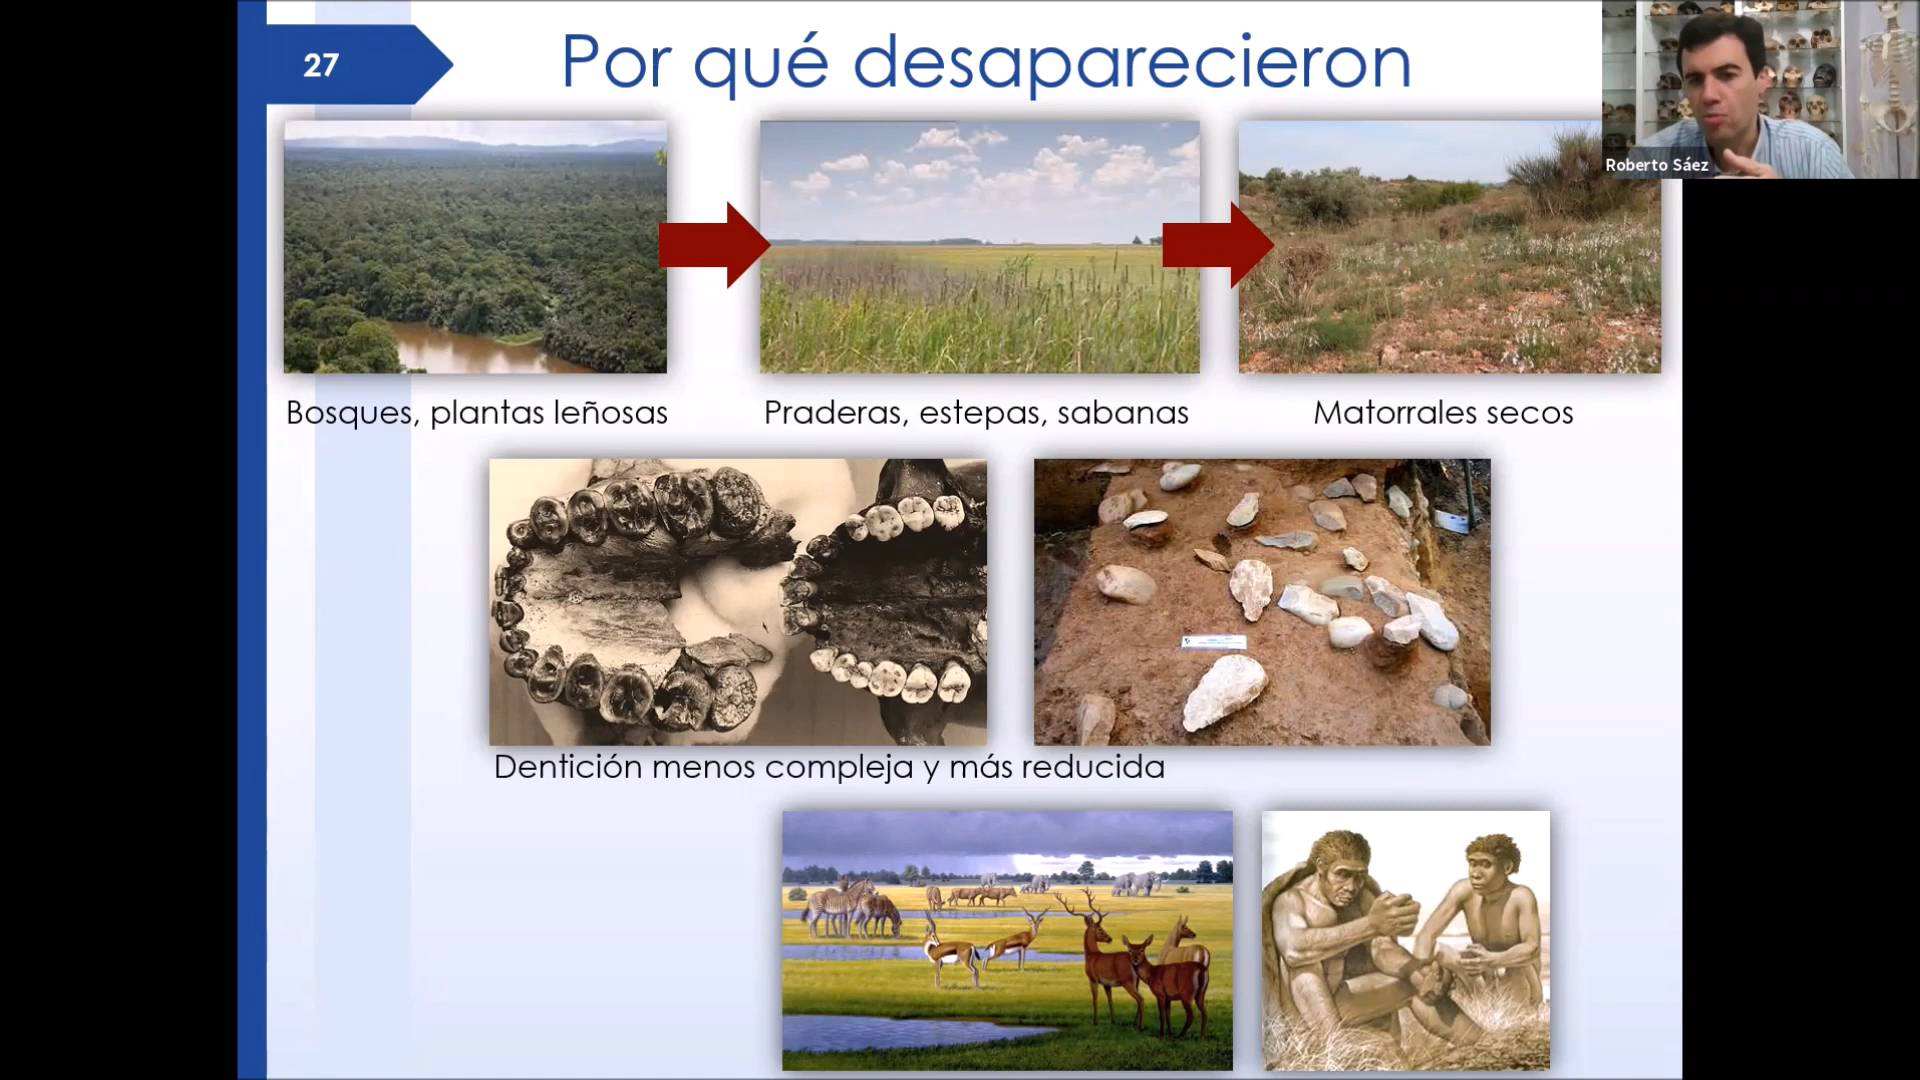 27
Por qué desaparecieron
Roberto Sáez
Bosques, plantas leñosas
Praderas, estepas, sabanas
Matorrales secos
Dentición menos compleja y más reducida